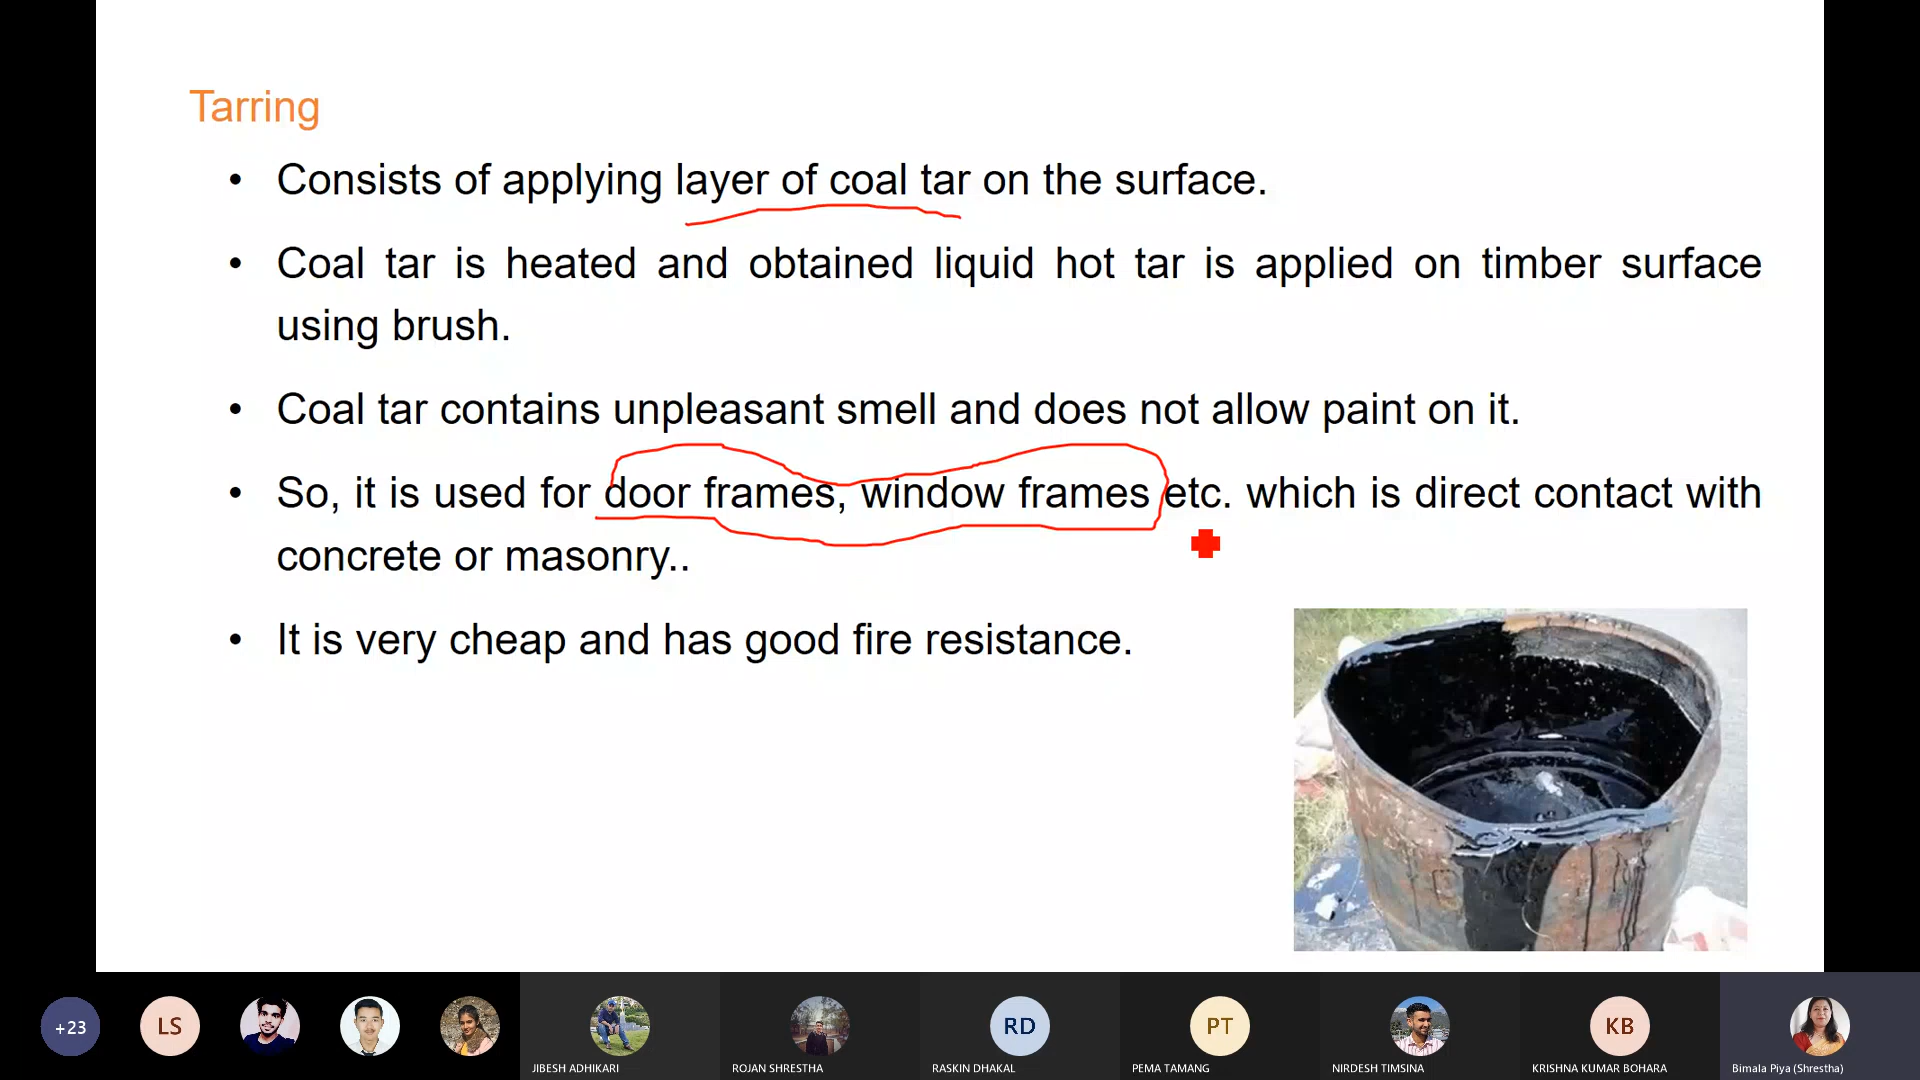 Tarring
• Consists of applying layer of coal tar on the surface.
• Coal tar is heated and obtained liquid hot tar is applied on timber surface
using brush.
• Coal tar contains unpleasant smell and does not allow paint on it.
• So, it is used for door frames, window frames etc. which is direct contact with
concrete or masonry..
• It is very cheap and has good fire resistance.
+23
LS
RD
PT
KB
JIBESH ADHIKARI
ROJAN SHRESTHA
RASKIN DHAKAL
PEMA TAMANG
NIRDESH TIMSINA
KRISHNA KUMAR BOHARA
Bimala Piya (Shrestha)